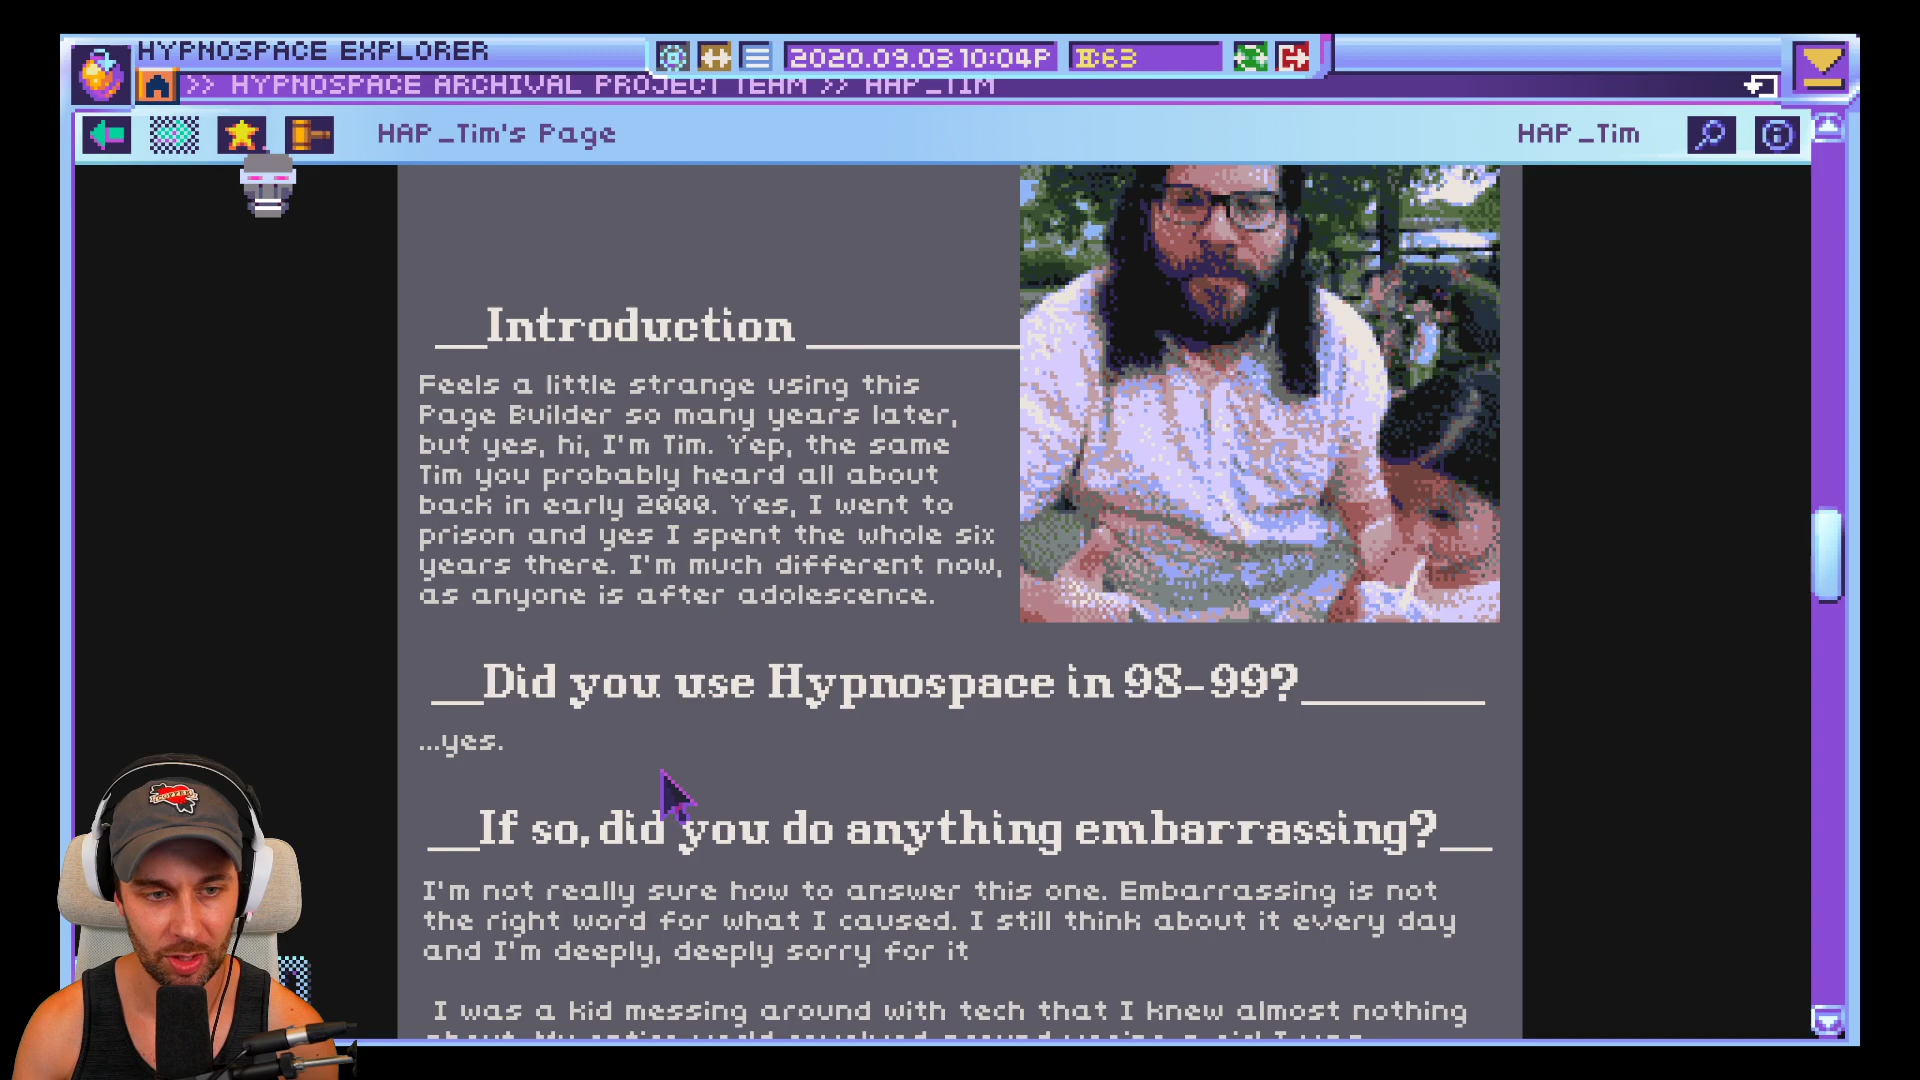 HYPNOSPACE EXPLORER
2020.09.03 10:04P
63
>> HYPNOSPACE ARCHIVAL PROJECT TEAM >> HAP_TIM
HAP_Tim's Page
HAP_Tim
__Introduction________
Feels a little strange using this
Page Builder so many years later,
but yes, hi, I'm Tim. Yep, the same
Tim you probably heard all about
back in early 2000. Yes, I went to
prison and yes I spent the whole six
years there. I'm much different now,
as anyone is after adolescence.
__Did you use Hypnospace in 98-99?_______
...yes.
__If so, did you do anything embarrassing?__
I'm not really sure how to answer this one. Embarrassing is not
the right word for what I caused. I still think about it every day
and I'm deeply, deeply sorry for it
I was a kid messing around with tech that I knew almost nothing
COFFEE